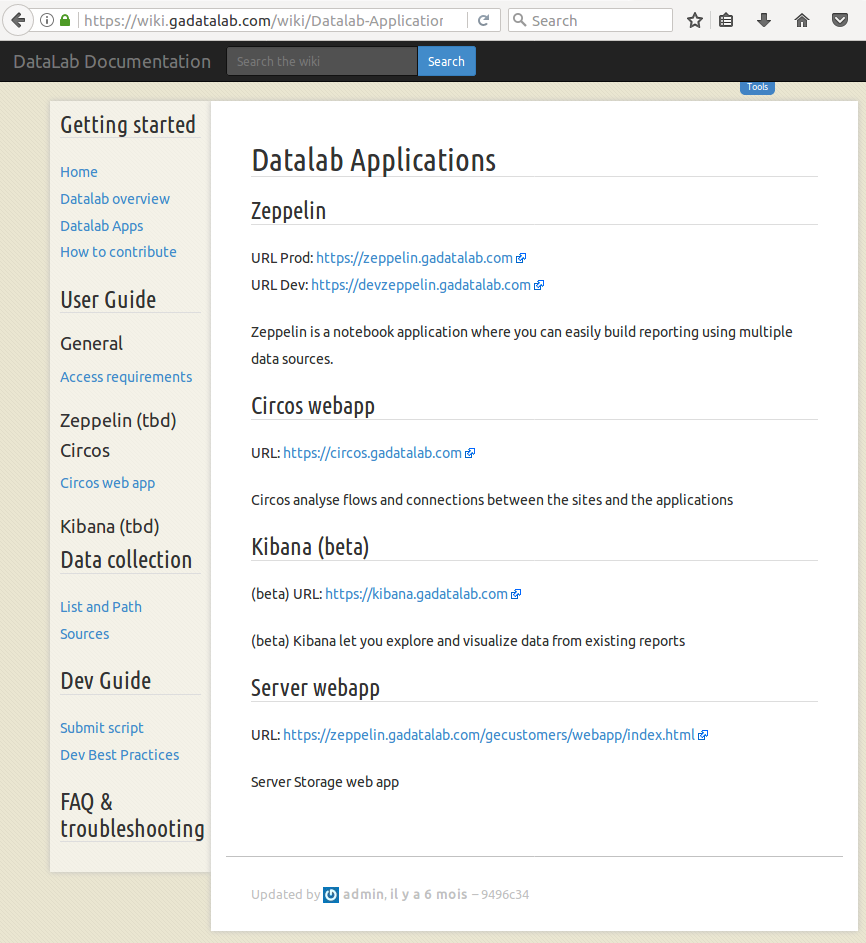 https://wiki.gadatalab.com/wiki/Datalab-Application
Search
DataLab Documentation
Search the wiki
Search
Tools
Getting started
Home
Datalab overview
Datalab Apps
How to contribute
User Guide
General
Access requirements
Zeppelin (tbd)
Circos
Circos web app
Kibana (tbd)
Data collection
List and Path
Sources
Dev Guide
Submit script
Dev Best Practices
FAQ &
troubleshooting
Datalab Applications
Zeppelin
URL Prod: https://zeppelin.gadatalab.com
URL Dev: https://devzeppelin.gadatalab.com
Zeppelin is a notebook application where you can easily build reporting using multiple
data sources.
Circos webapp
URL: https://circos.gadatalab.com
Circos analyse flows and connections between the sites and the applications
Kibana (beta)
(beta) URL: https://kibana.gadatalab.com
(beta) Kibana let you explore and visualize data from existing reports
Server webapp
URL: https://zeppelin.gadatalab.com/gecustomers/webapp/index.html
Server Storage web app
Updated by admin, il y a 6 mois – 9496c34